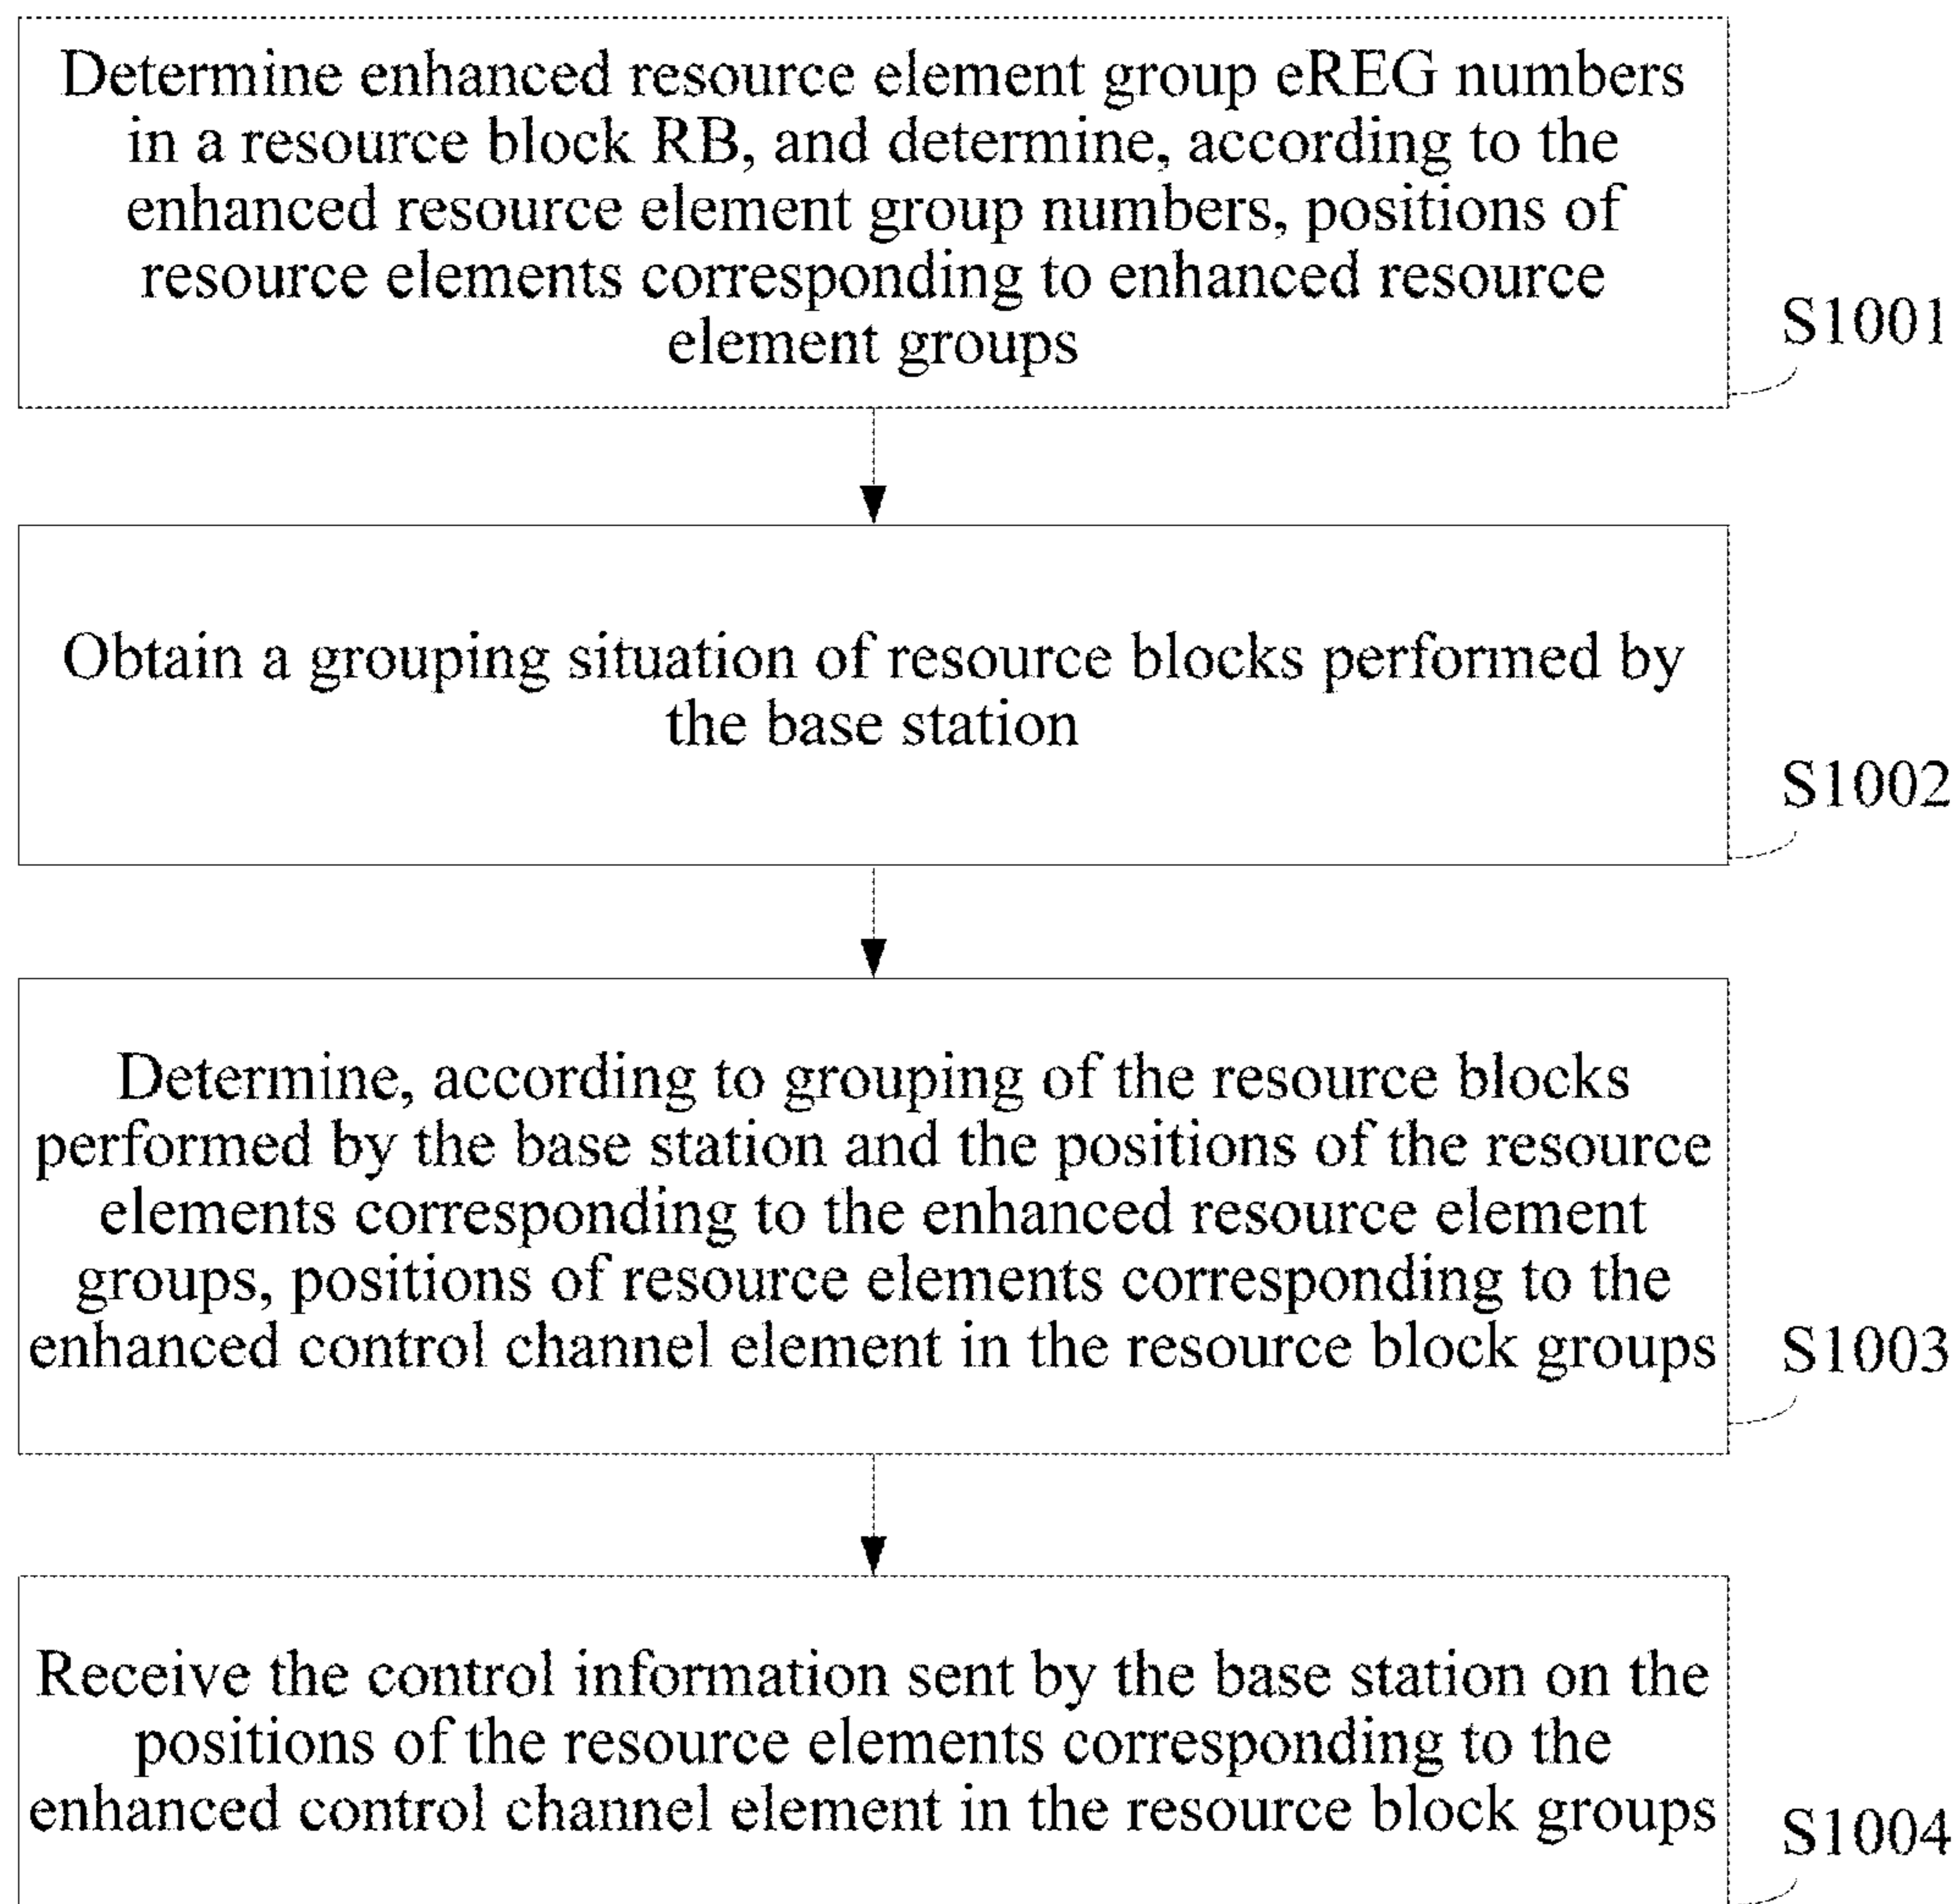 Determine enhanced resource element group eREG numbers
in a resource block RB, and determine, according to the
enhanced resource element group numbers, positions of
resource elements corresponding to enhanced resource
element groups
S1001
Obtain a grouping situation of resource blocks performed by
the base station
S1002
Determine, according to grouping of the resource blocks
performed by the base station and the positions of the resource
elements corresponding to the enhanced resource element
groups, positions of resource elements corresponding to the
enhanced control channel element in the resource block groups
S1003
Receive the control information sent by the base station on the
positions of the resource elements corresponding to the
enhanced control channel element in the resource block groups
S1004